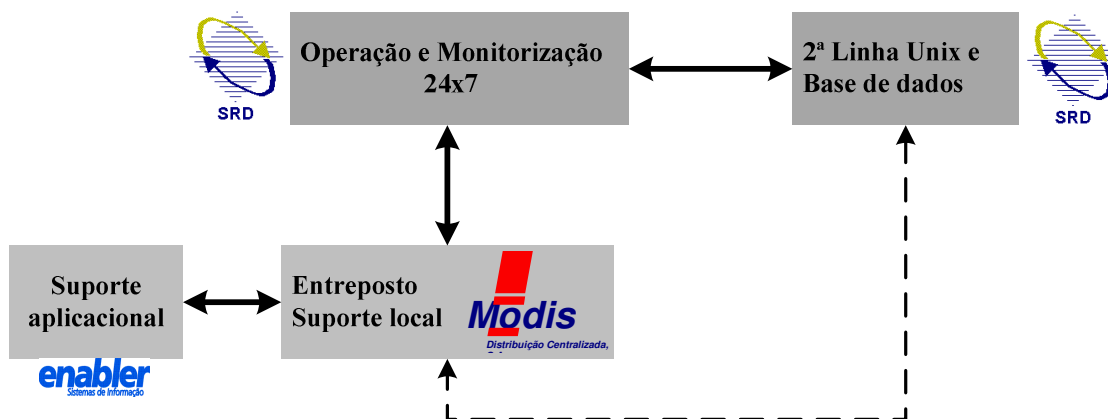 Operação e Monitorização
24x7
SRD
2ª Linha Unix e
Base de dados
SRD
Suporte
aplicacional
enabler
Sistemas de Informação
Entreposto
Suporte local
Modis
Distribuição Centralizada,